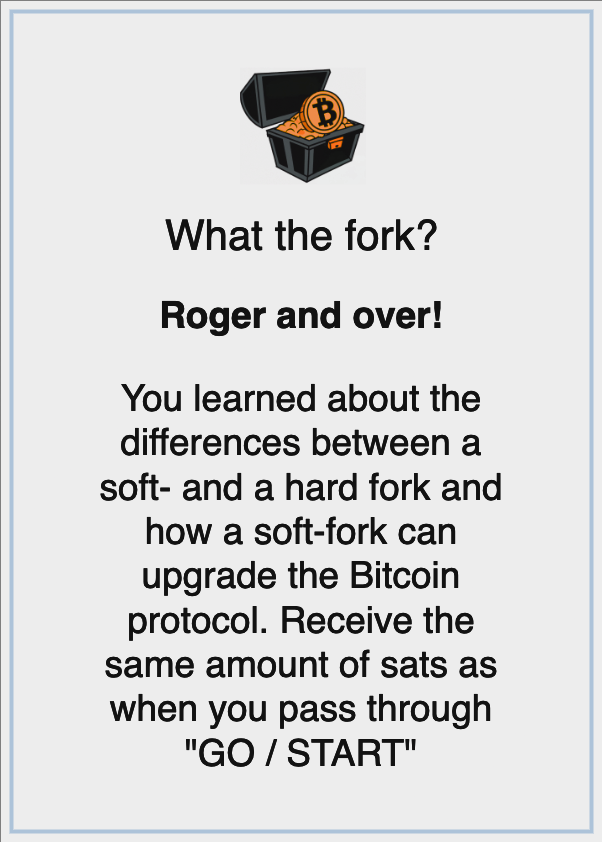 What the fork?
Roger and over!
You learned about the
differences between a
soft- and a hard fork and
how a soft-fork can
upgrade the Bitcoin
protocol. Receive the
same amount of sats as
when you pass through
"GO / START"